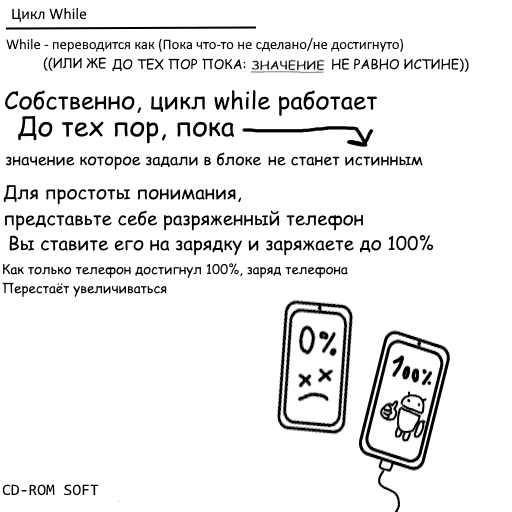 Цикл While
While - переводится как (Пока что-то не сделано/не достигнуто)
((ИЛИ ЖЕ ДО ТЕХ ПОР ПОКА: ЗНАЧЕНИЕ НЕ РАВНО ИСТИНЕ))
Собственно, цикл while работает
До тех пор, пока
значение которое задали в блоке не станет истинным
Для простоты понимания,
представьте себе разряженный телефон
Вы ставите его на зарядку и заряжаете до 100%
Как только телефон достигнул 100%, заряд телефона
Перестаёт увеличиваться
0%
100%
CD-ROM SOFT